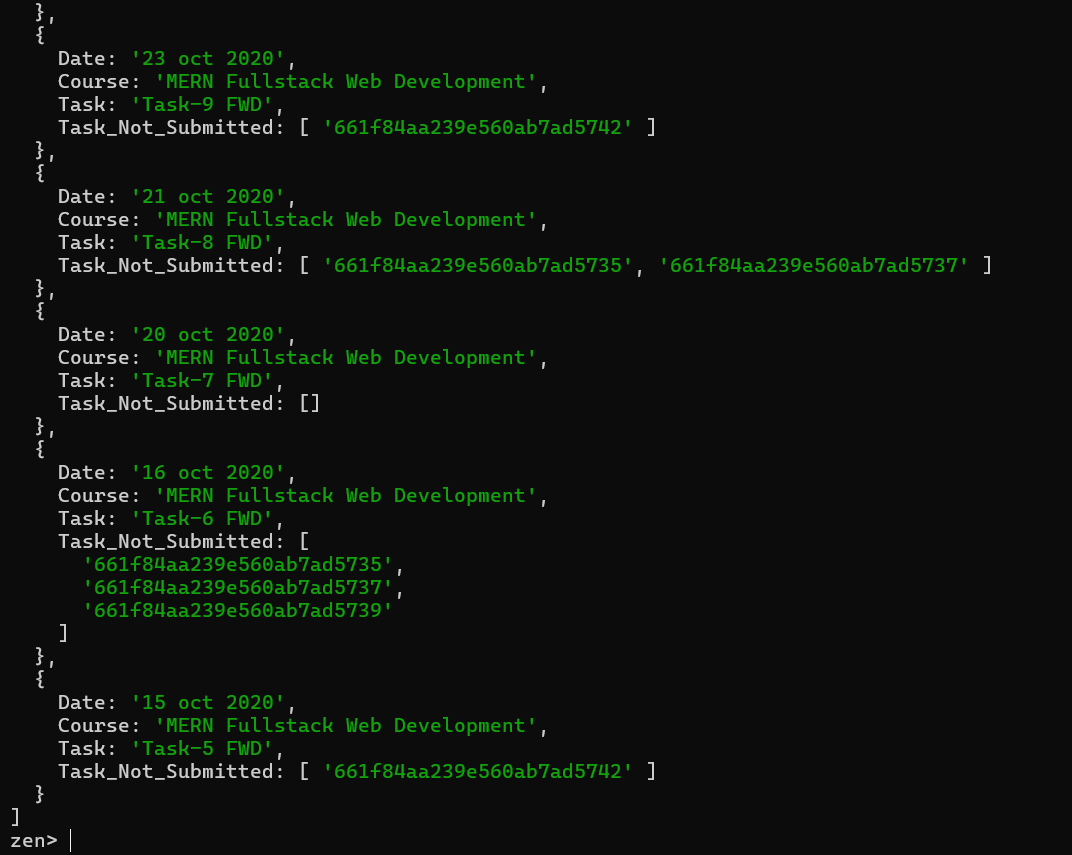 },
  {
    Date: '23 oct 2020',
    Course: 'MERN Fullstack Web Development',
    Task: 'Task-9 FWD',
    Task_Not_Submitted: [ '661f84aa239e560ab7ad5742' ]
  },
  {
    Date: '21 oct 2020',
    Course: 'MERN Fullstack Web Development',
    Task: 'Task-8 FWD',
    Task_Not_Submitted: [ '661f84aa239e560ab7ad5735', '661f84aa239e560ab7ad5737' ]
  },
  {
    Date: '20 oct 2020',
    Course: 'MERN Fullstack Web Development',
    Task: 'Task-7 FWD',
    Task_Not_Submitted: []
  },
  {
    Date: '16 oct 2020',
    Course: 'MERN Fullstack Web Development',
    Task: 'Task-6 FWD',
    Task_Not_Submitted: [
      '661f84aa239e560ab7ad5735',
      '661f84aa239e560ab7ad5737',
      '661f84aa239e560ab7ad5739'
    ]
  },
  {
    Date: '15 oct 2020',
    Course: 'MERN Fullstack Web Development',
    Task: 'Task-5 FWD',
    Task_Not_Submitted: [ '661f84aa239e560ab7ad5742' ]
  }
]
zen>